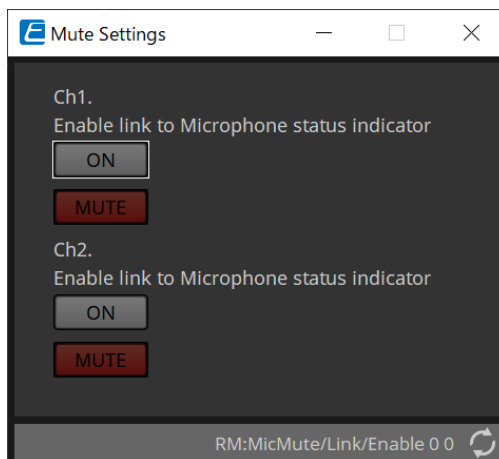 Mute Settings
Ch1.
Enable link to Microphone status indicator
ON
MUTE
Ch2.
Enable link to Microphone status indicator
ON
MUTE
RM:MicMute/Link/Enable 0 0